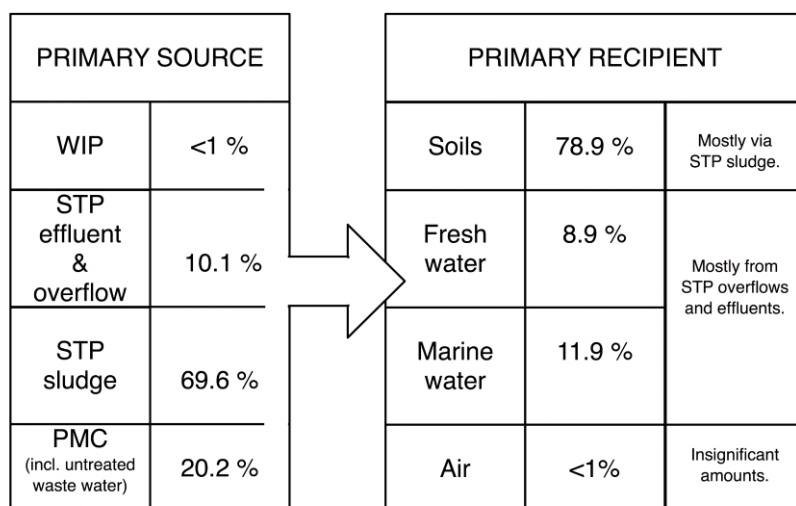 PRIMARY SOURCE
WIP
<1 %
STP
effluent
&
overflow
10.1 %
STP
sludge
69.6 %
PMC
(incl. untreated
waste water)
20.2 %
PRIMARY RECIPIENT
Soils
78.9 %
Mostly via
STP sludge.
Fresh
water
8.9 %
Mostly from
STP overflows
and effluents.
Marine
water
11.9 %
Air
<1%
Insignificant
amounts.